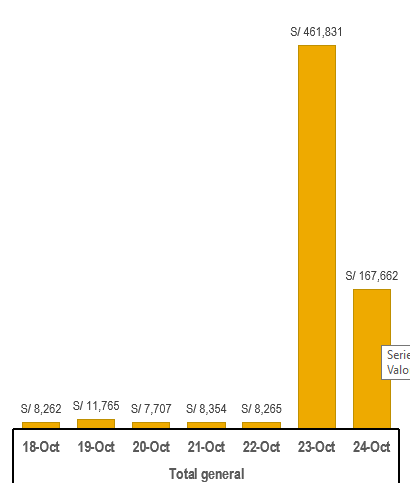 S/ 461,831
S/ 167,662
Serie
Valo
S/ 8,262 S/ 11,765 S/ 7,707 S/ 8,354 S/ 8,265
18-Oct 19-Oct 20-Oct 21-Oct 22-Oct 23-Oct 24-Oct
Total general